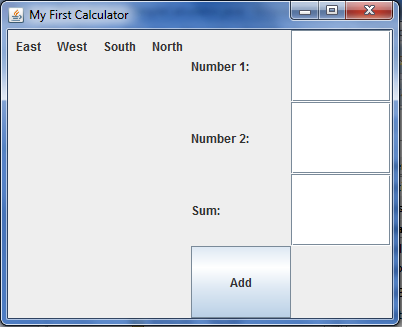 My First Calculator
East West South North
Number 1:
Number 2:
Sum:
Add